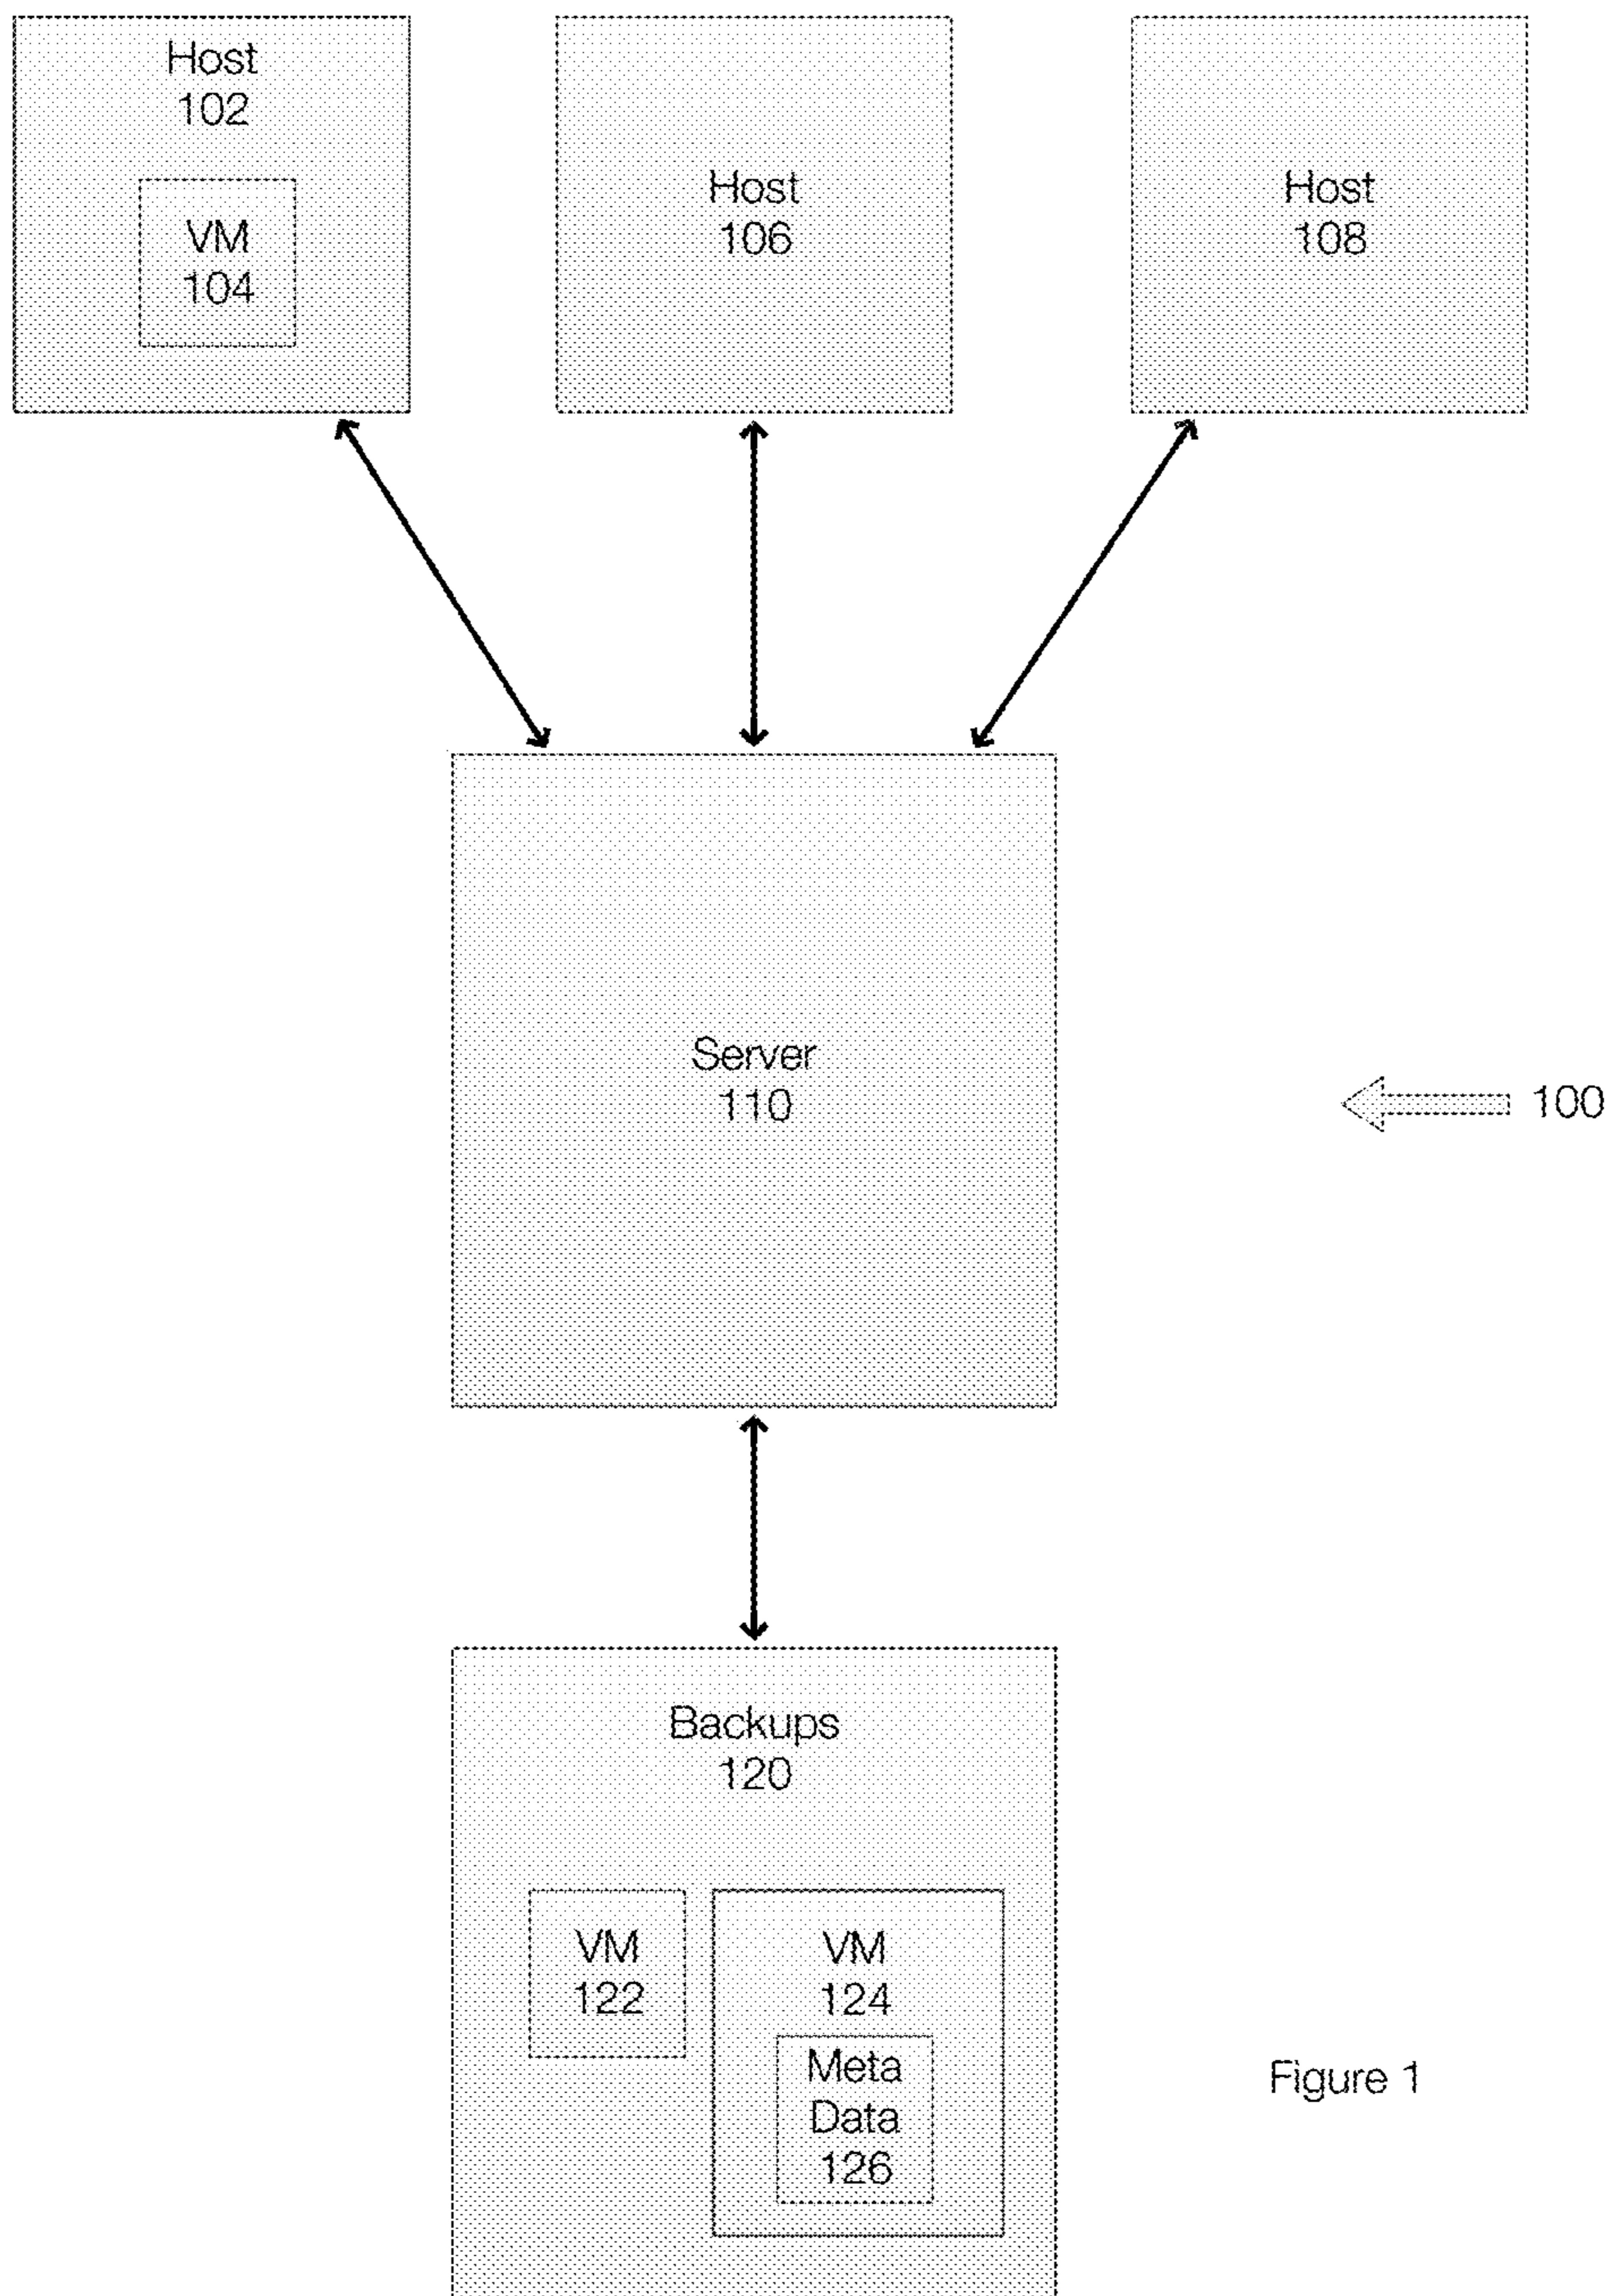 Host
102
VM
104
Host
106
Host
108
Server
110
100
Backups
120
VM
122
VM
124
Meta
Data
126
Figure 1